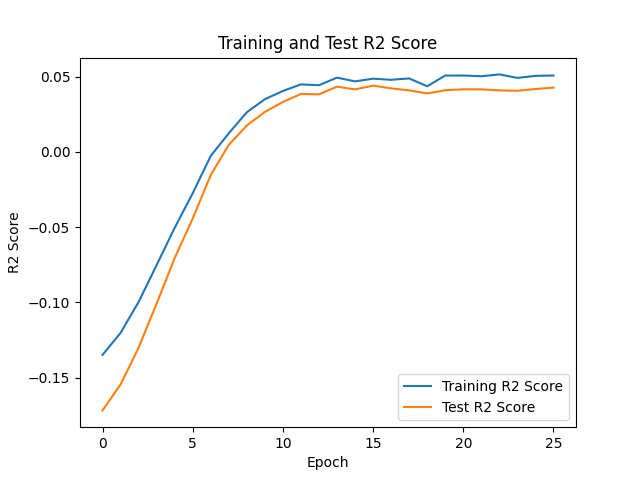 Training and Test R2 Score
R2 Score
0.05
0.00
−0.05
−0.10
−0.15
0
5
10
15
20
25
Epoch
Training R2 Score
Test R2 Score